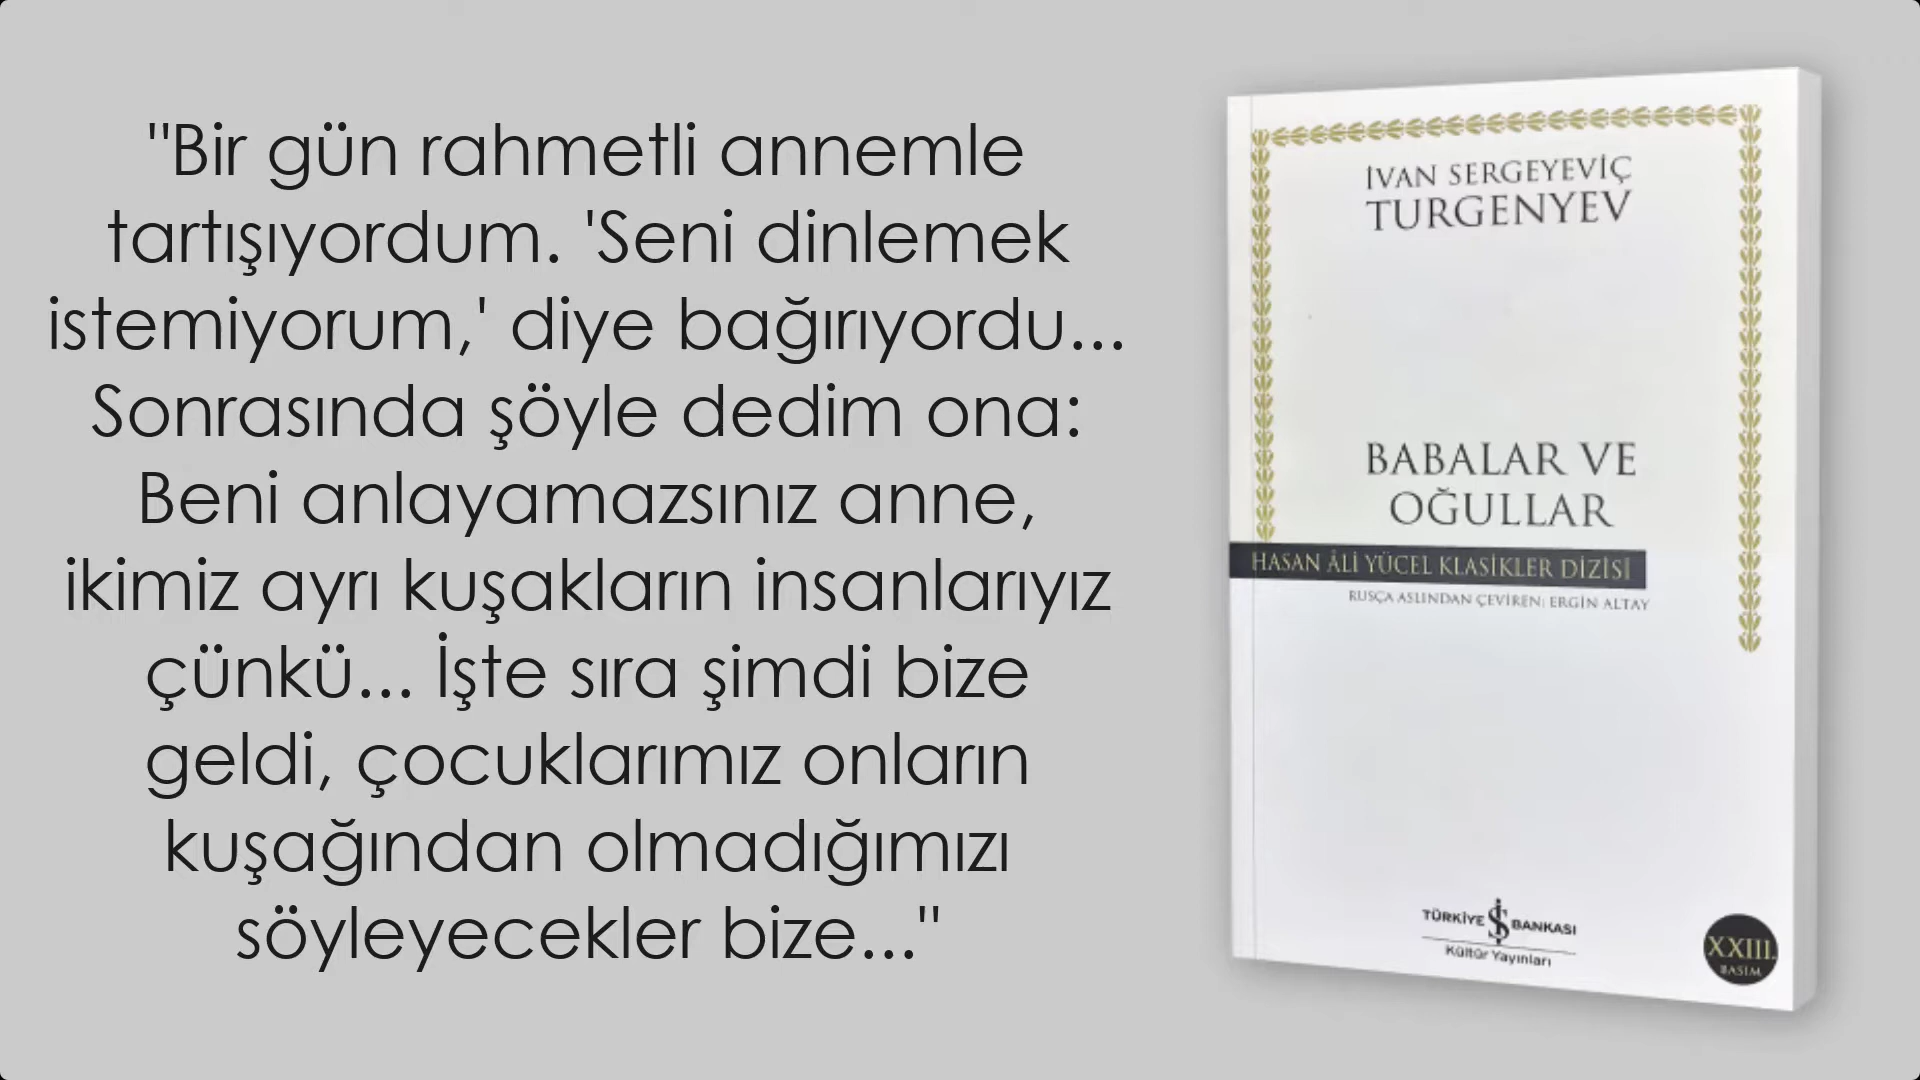 "Bir gün rahmetli annemle
tartışıyordum. 'Seni dinlemek
istemiyorum,' diye bağırıyordu...
Sonrasında şöyle dedim ona:
Beni anlayamazsınız anne,
ikimiz ayrı kuşakların insanlarıyız
çünkü... İşte sıra şimdi bize
geldi, çocuklarımız onların
kuşağından olmadığımızı
söyleyecekler bize..."
İVAN SERGEYEVİÇ
TURGENYEV
BABALAR VE
OĞULLAR
HASAN ÂLİ YÜCEL KLASİKLER DİZİSİ
RUSÇA ASLINDAN ÇEVİREN: ERGİN ALTAY
TÜRKİYE İŞ BANKASI
Kültür Yayınları
XXIII.
BASIM